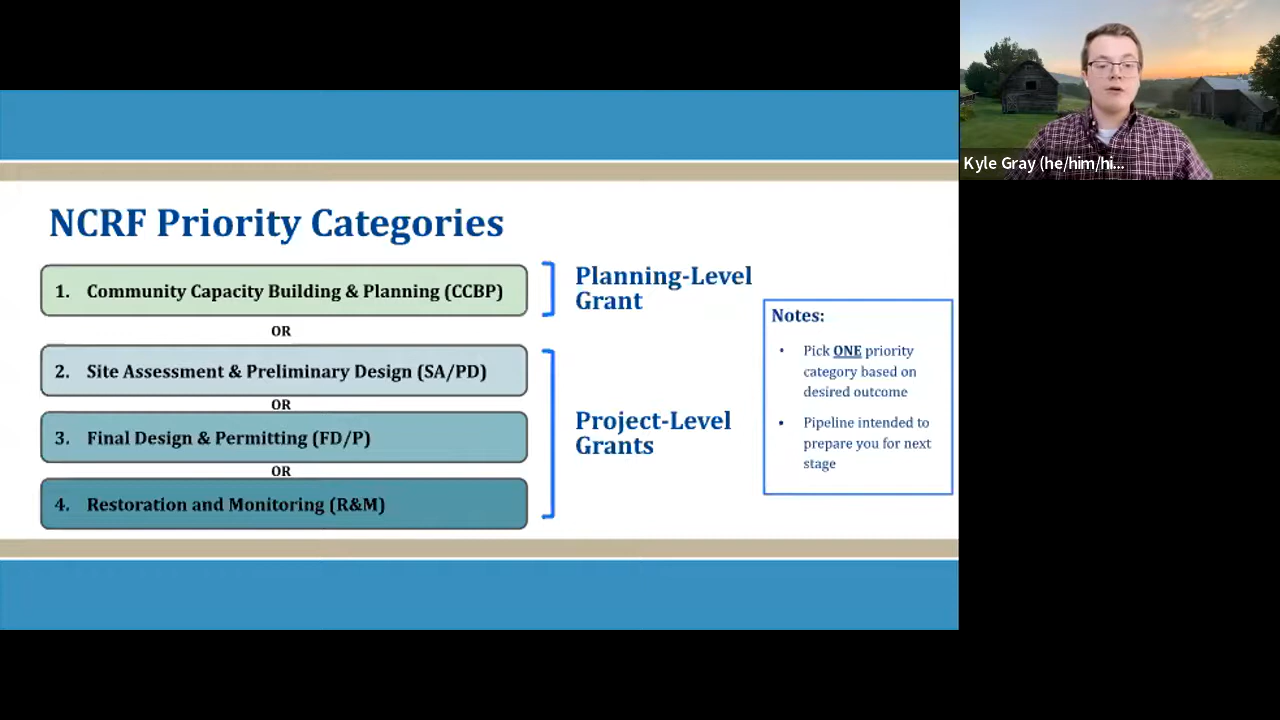 NCRF Priority Categories
1. Community Capacity Building & Planning (CCBP)
OR
2. Site Assessment & Preliminary Design (SA/PD)
OR
3. Final Design & Permitting (FD/P)
OR
4. Restoration and Monitoring (R&M)
Planning-Level
Grant
Project-Level
Grants
Notes:
• Pick ONE priority
category based on
desired outcome
• Pipeline intended to
prepare you for next
stage
Kyle Gray (he/him/hi...